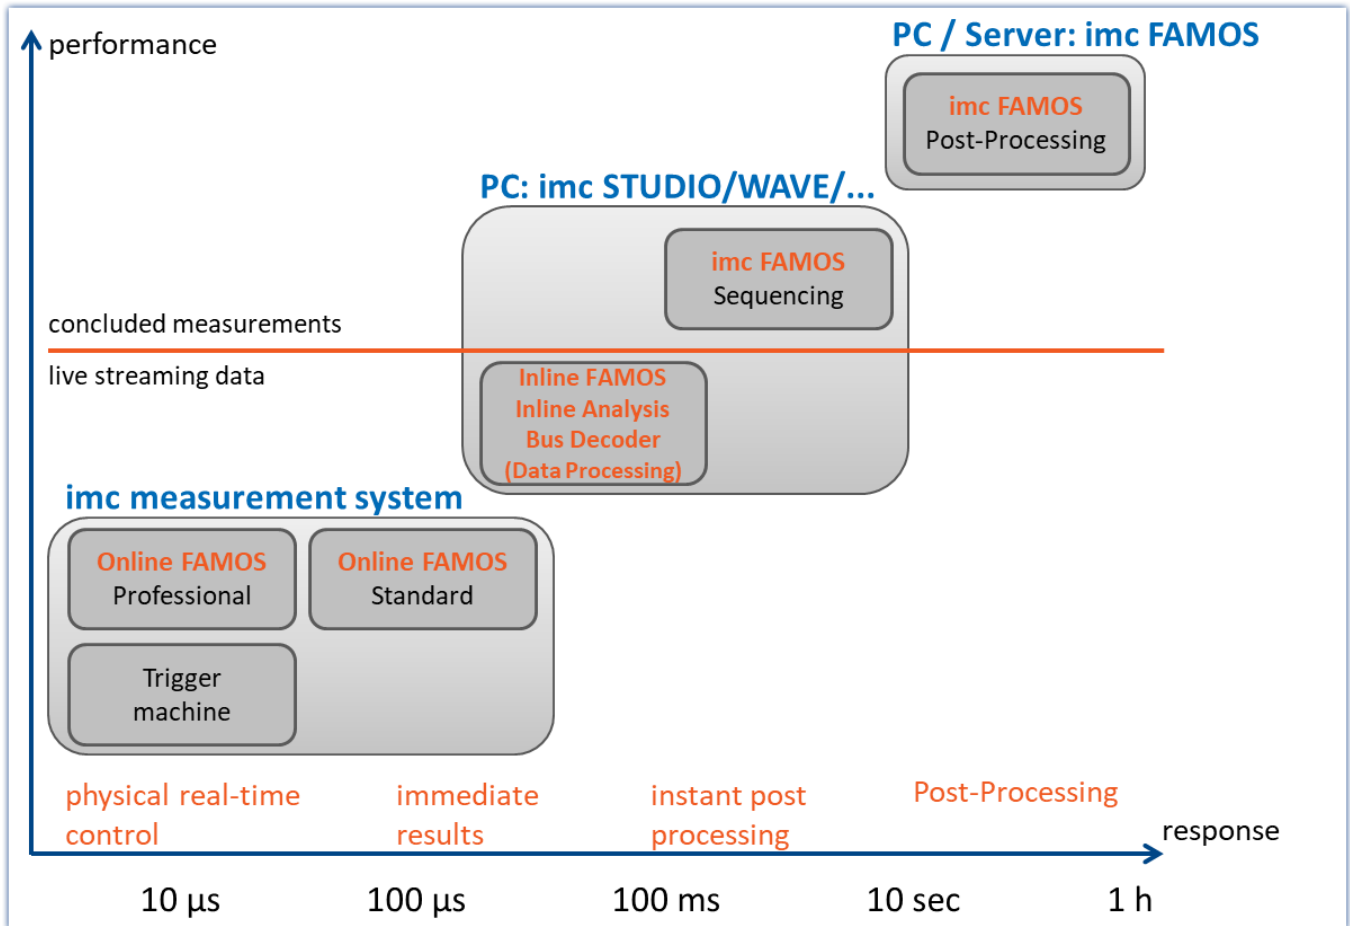 performance
PC / Server: imc FAMOS
imc FAMOS
Post-Processing
PC: imc STUDIO/WAVE/...
imc FAMOS
Sequencing
concluded measurements
live streaming data
Inline FAMOS
Inline Analysis
Bus Decoder
(Data Processing)
imc measurement system
Online FAMOS
Professional
Online FAMOS
Standard
Trigger
machine
physical real-time
control
immediate
results
instant post
processing
Post-Processing
response
10 µs
100 µs
100 ms
10 sec
1 h